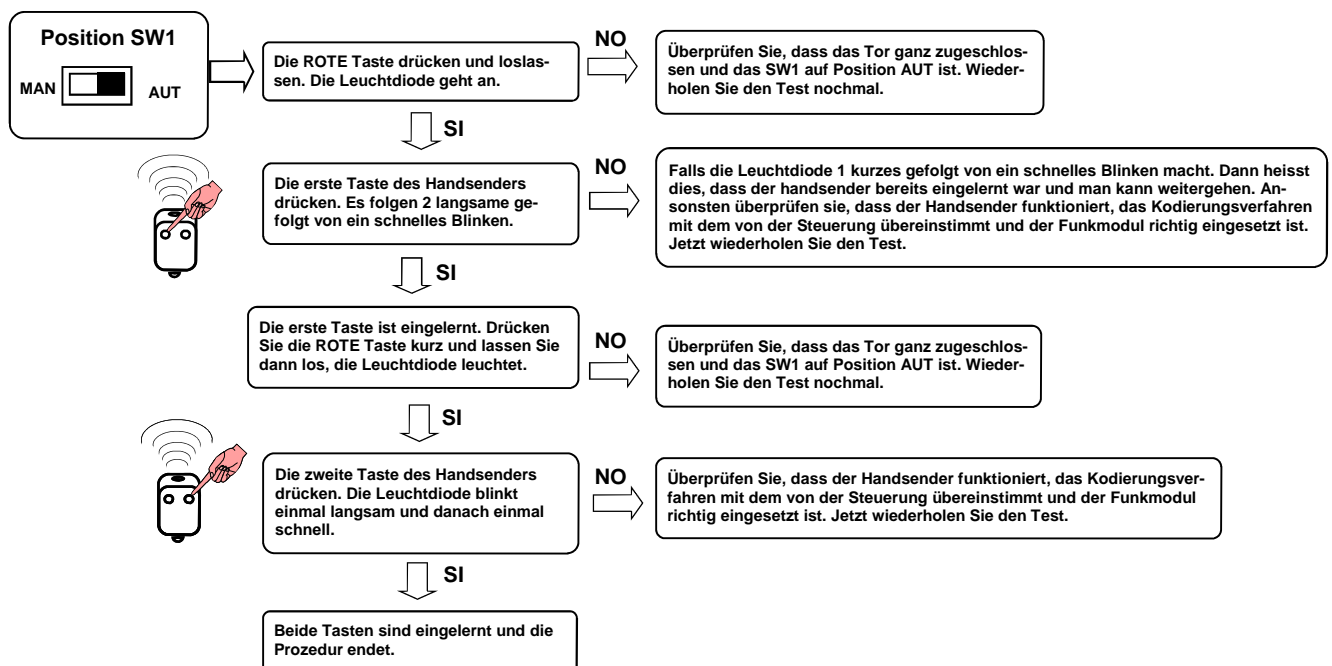 Position SW1
MAN
AUT
Die ROTE Taste drücken und loslas-
sen. Die Leuchtdiode geht an.
NO
Überprüfen Sie, dass das Tor ganz zugeschlos-
sen und das SW1 auf Position AUT ist. Wieder-
holen Sie den Test nochmal.
SI
Die erste Taste des Handsenders
drücken. Es folgen 2 langsame ge-
folgt von ein schnelles Blinken.
NO
Falls die Leuchtdiode 1 kurzes gefolgt von ein schnelles Blinken macht. Dann heisst
dies, dass der handsender bereits eingelernt war und man kann weitergehen. An-
sonsten überprüfen sie, dass der Handsender funktioniert, das Kodierungsverfahren
mit dem von der Steuerung übereinstimmt und der Funkmodul richtig eingesetzt ist.
Jetzt wiederholen Sie den Test.
SI
Die erste Taste ist eingelernt. Drücken
Sie die ROTE Taste kurz und lassen Sie
dann los, die Leuchtdiode leuchtet.
NO
Überprüfen Sie, dass das Tor ganz zugeschlos-
sen und das SW1 auf Position AUT ist. Wieder-
holen Sie den Test nochmal.
SI
Die zweite Taste des Handsenders
drücken. Die Leuchtdiode blinkt
einmal langsam und danach einmal
schnell.
NO
Überprüfen Sie, dass der Handsender funktioniert, das Kodierungsver-
fahren mit dem von der Steuerung übereinstimmt und der Funkmodul
richtig eingesetzt ist. Jetzt wiederholen Sie den Test.
SI
Beide Tasten sind eingelernt und die
Prozedur endet.